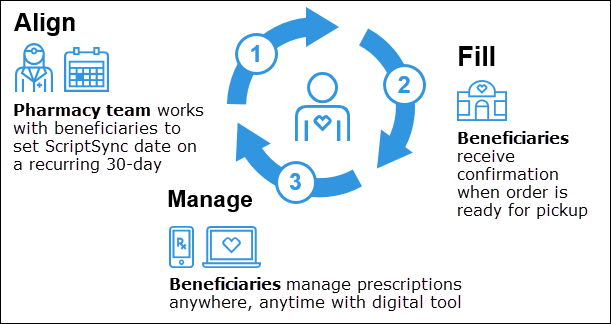 Align
1
Pharmacy team works
with beneficiaries to
set ScriptSync date on
a recurring 30-day
2
Fill
Beneficiaries
receive
confirmation
when order is
ready for pickup
3
Manage
Rx
Beneficiaries manage prescriptions
anywhere, anytime with digital tool